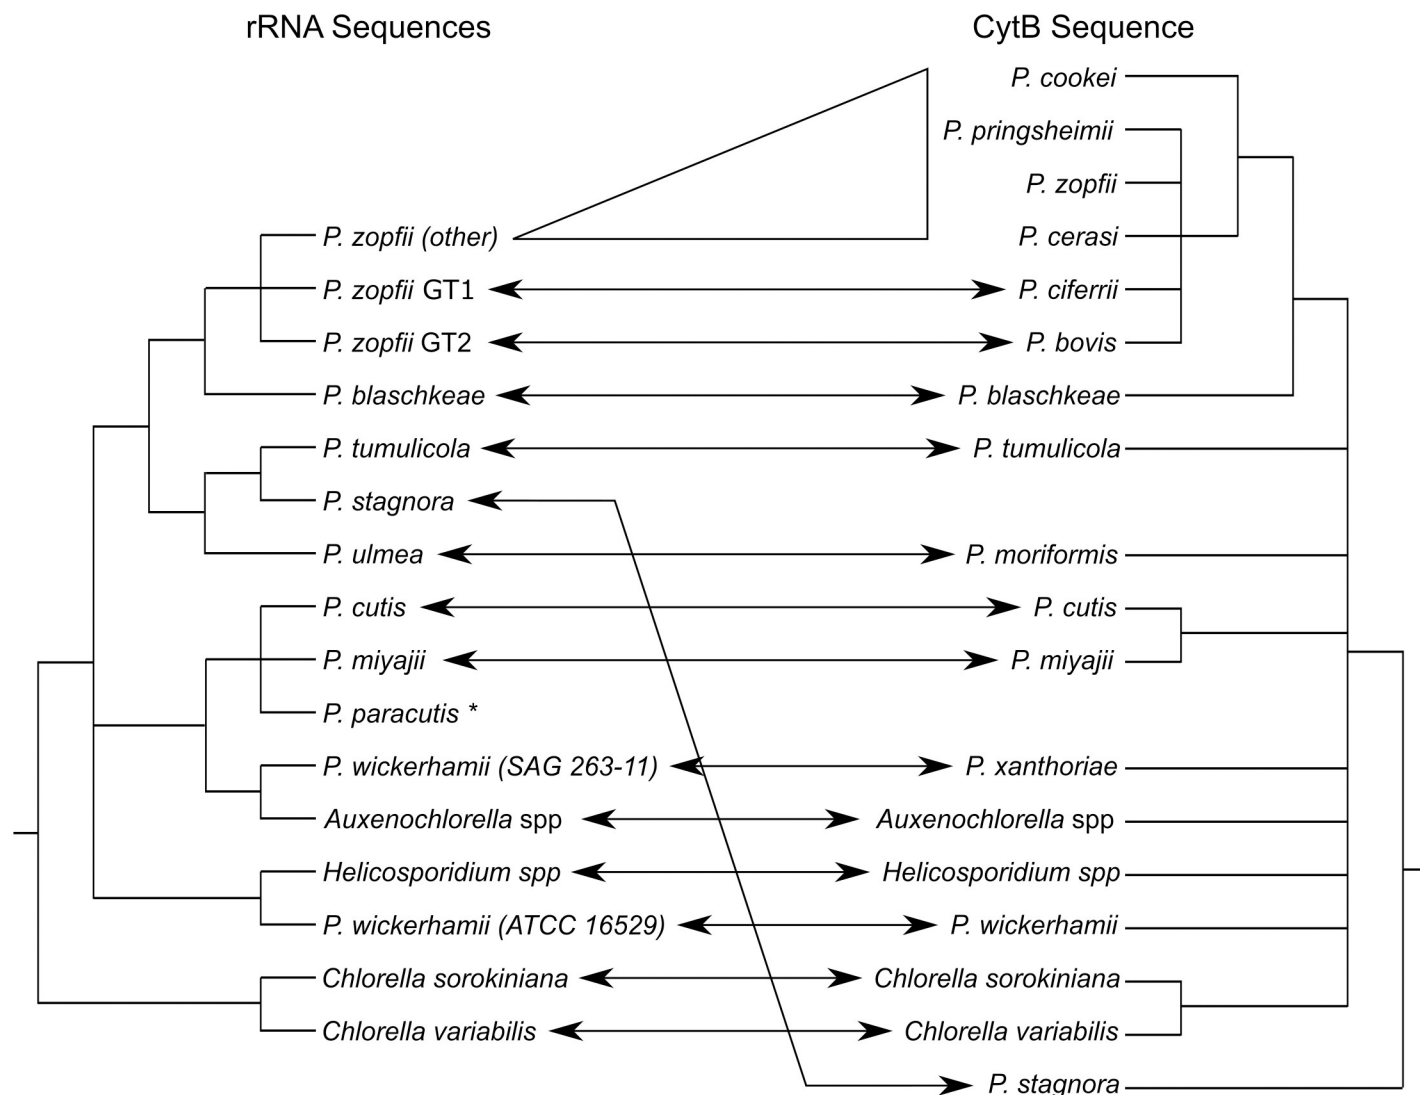 rRNA Sequences
CytB Sequence
P. zopfii (other)
P. zopfii GT1
P. zopfii GT2
P. blaschkeae
P. tumulicola
P. stagnora
P. ulmea
P. cutis
P. miyajii
P. paracutis *
P. wickerhamii (SAG 263-11)
Auxenochlorella spp
Helicosporidium spp
P. wickerhamii (ATCC 16529)
Chlorella sorokiniana
Chlorella variabilis
P. cookei
P. pringsheimii
P. zopfii
P. cerasi
P. ciferrii
P. bovis
P. blaschkeae
P. tumulicola
P. moriformis
P. cutis
P. miyajii
P. xanthoriae
Auxenochlorella spp
Helicosporidium spp
P. wickerhamii
Chlorella sorokiniana
Chlorella variabilis
P. stagnora